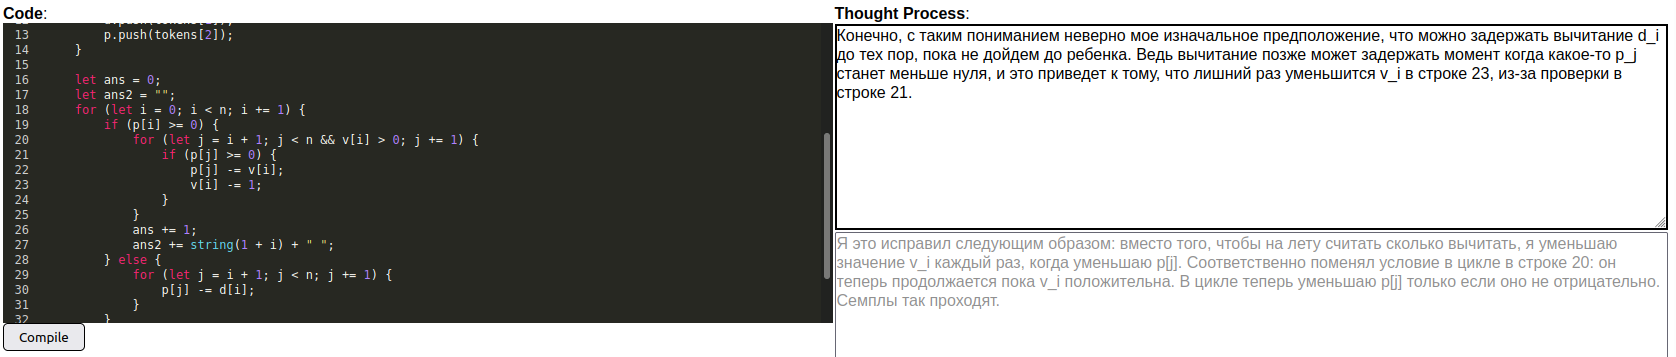 Code:
13 p.push(tokens[2]);
14 }
15
16 let ans = 0;
17 let ans2 = "";
18 for (let i = 0; i < n; i += 1) {
19 if (p[i] >= 0) {
20 for (let j = i + 1; j < n && v[i] > 0; j += 1) {
21 if (p[j] >= 0) {
22 p[j] -= v[i];
23 v[i] -= 1;
24 }
25 }
26 ans += 1;
27 ans2 += string(1 + i) + " ";
28 } else {
29 for (let j = i + 1; j < n; j += 1) {
30 p[j] -= d[i];
31 }
32 }
Compile
Thought Process:
Конечно, с таким пониманием неверно мое изначальное предположение, что можно задержать вычитание d_i
до тех пор, пока не дойдем до ребенка. Ведь вычитание позже может задержать момент когда какое-то p_j
станет меньше нуля, и это приведет к тому, что лишний раз уменьшится v_i в строке 23, из-за проверки в
строке 21.
Я это исправил следующим образом: вместо того, чтобы на лету считать сколько вычитать, я уменьшаю
значение v_i каждый раз, когда уменьшаю p[j]. Соответственно поменял условие в цикле в строке 20: он
теперь продолжается пока v_i положительна. В цикле теперь уменьшаю p[j] только если оно не отрицательно.
Семплы так проходят.